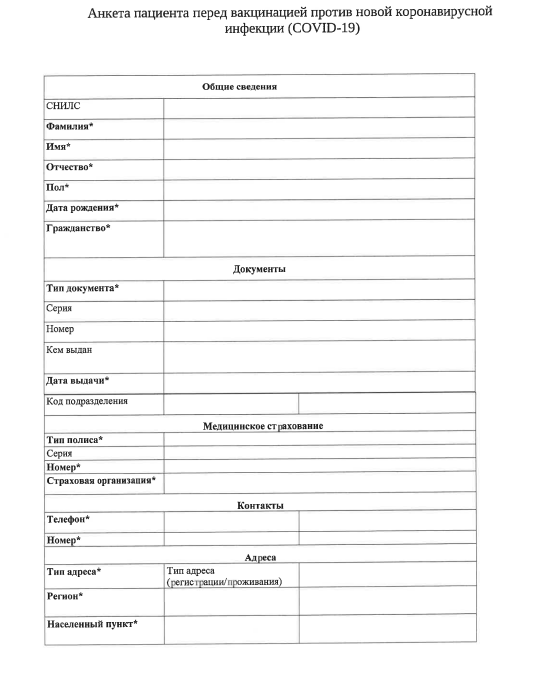 Анкета пациента перед вакцинацией против новой коронавирусной
инфекции (COVID-19)
Общие сведения
СНИЛС
Фамилия*
Имя*
Отчество*
Пол*
Дата рождения*
Гражданство*
Документы
Тип документа*
Серия
Номер
Кем выдан
Дата выдачи*
Код подразделения
Медицинское страхование
Тип полиса*
Серия
Номер*
Страховая организация*
Контакты
Телефон*
Номер*
Адреса
Тип адреса*
Тип адреса
(регистрации/проживания)
Регион*
Населенный пункт*